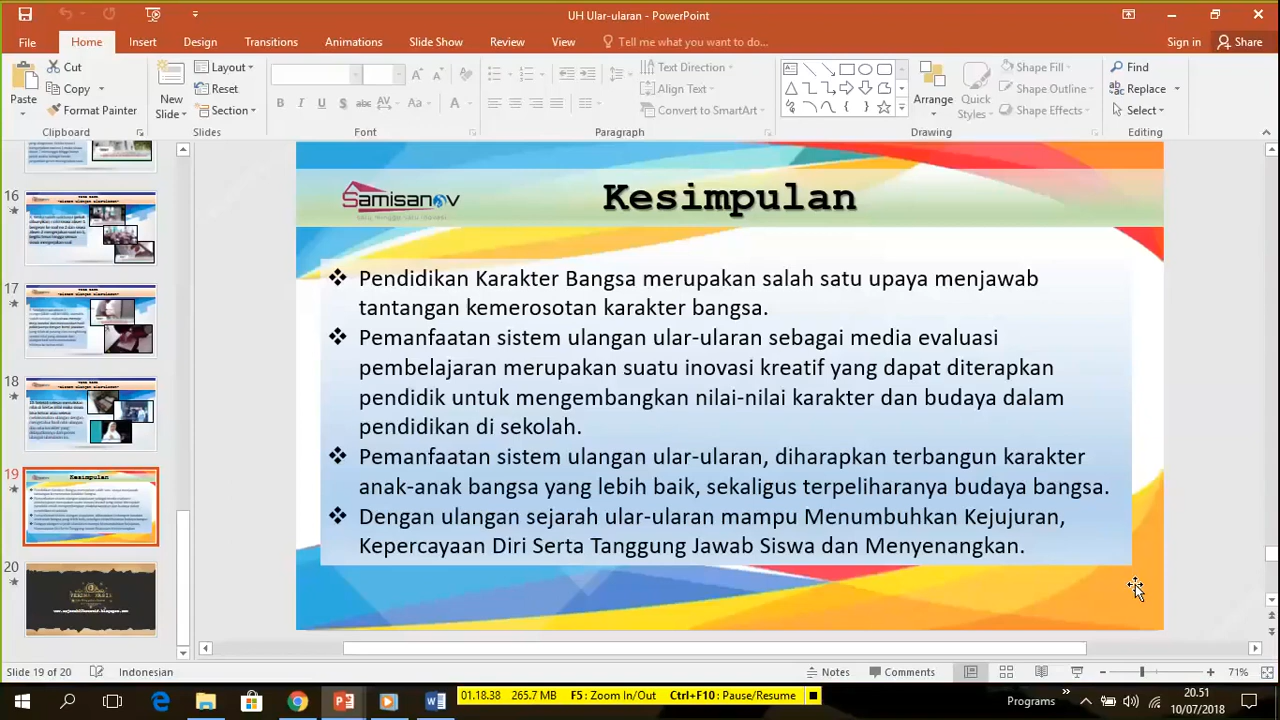 UH Ular-ularan - PowerPoint
File Home Insert Design Transitions Animations Slide Show Review View Tell me what you want to do... Sign in Share
Paste
Cut
Copy
Format Painter
Clipboard
New Slide
Layout
Reset
Section
Slides
B I U S abc AV Aa A
Font
Text Direction
Align Text
Convert to SmartArt
Paragraph
Arrange
Quick Styles
Shape Fill
Shape Outline
Shape Effects
Drawing
Find
Replace
Select
Editing
16
17
18
19
Kesimpulan
20
Samisanov
Kesimpulan
Pendidikan Karakter Bangsa merupakan salah satu upaya menjawab
tantangan kemerosotan karakter bangsa.
Pemanfaatan sistem ulangan ular-ularan sebagai media evaluasi
pembelajaran merupakan suatu inovasi kreatif yang dapat diterapkan
pendidik untuk mengembangkan nilai-nilai karakter dan budaya dalam
pendidikan di sekolah.
Pemanfaatan sistem ulangan ular-ularan, diharapkan terbangun karakter
anak-anak bangsa yang lebih baik, sekaligus terpeliharanya budaya bangsa.
Dengan ulangan sejarah ular-ularan mampu menumbuhkan Kejujuran,
Kepercayaan Diri Serta Tanggung Jawab Siswa dan Menyenangkan.
Slide 19 of 20 Indonesian Notes Comments 71%
01.18.38 265.7 MB F5: Zoom In/Out Ctrl+F10: Pause/Resume
Programs
20.51
10/07/2018